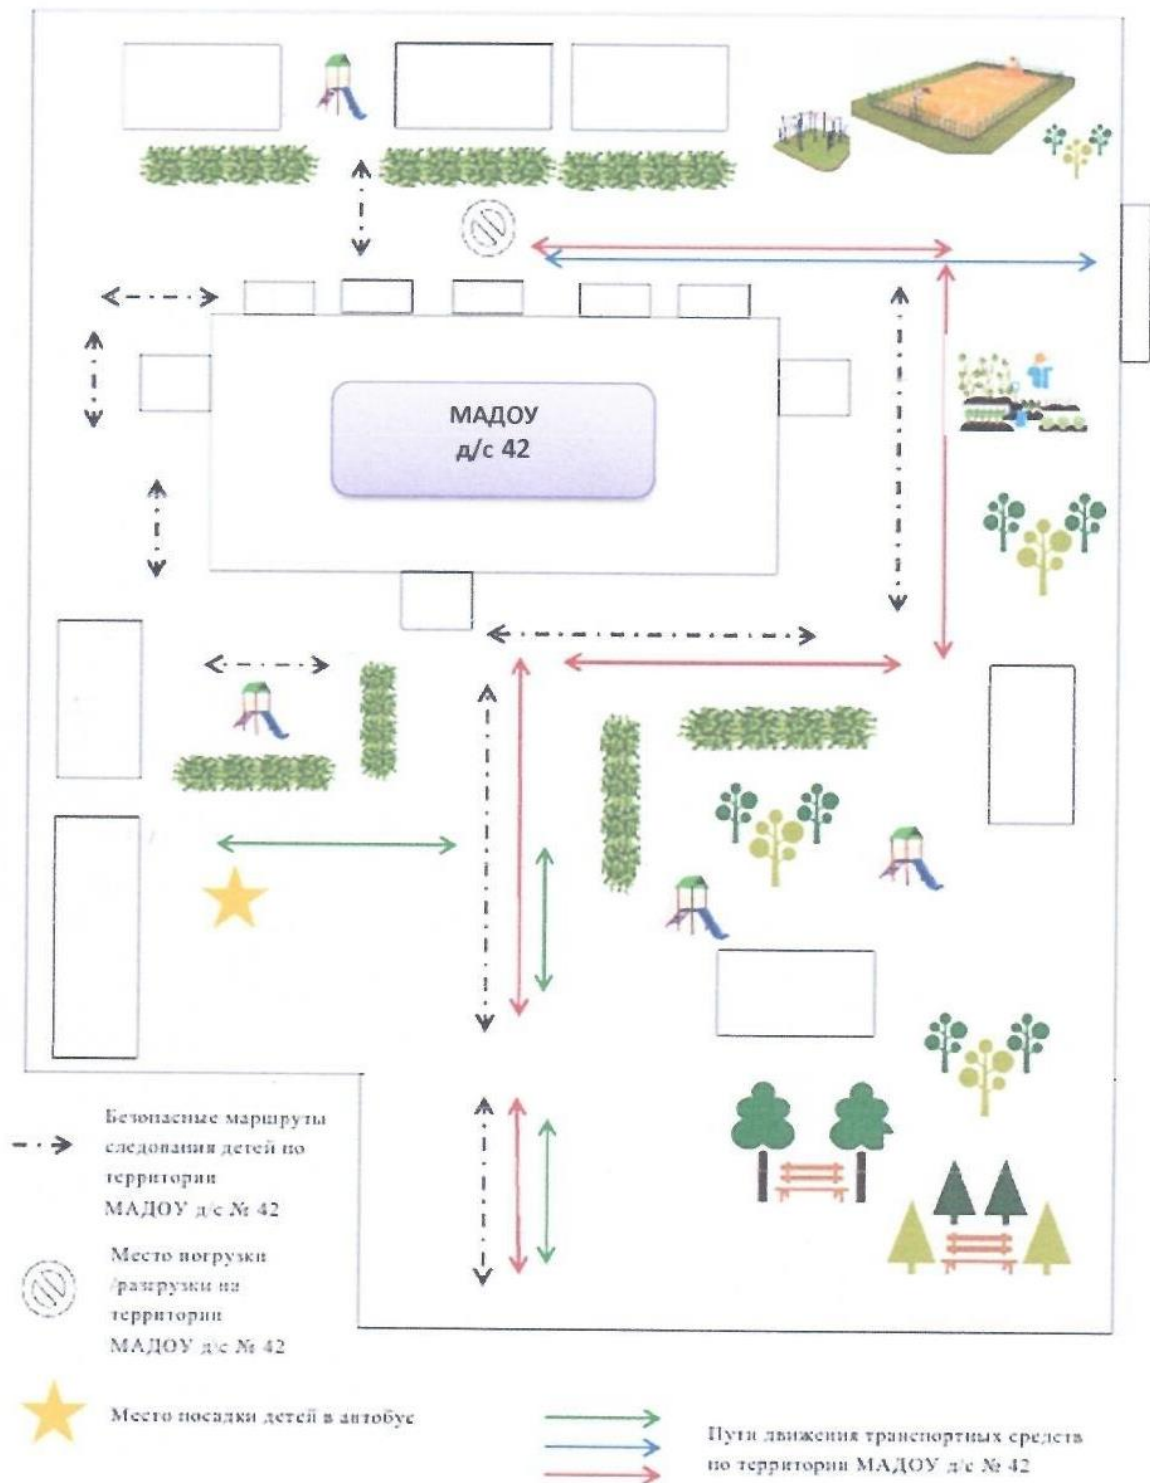 МАДОУ
д/с 42
Безопасные маршруты
следования детей по
территории
МАДОУ д/с № 42
Место погрузки
/разгрузки на
территории
МАДОУ д/с № 42
Место посадки детей в автобус
Пути движения транспортных средств
по территории МАДОУ д/с № 42